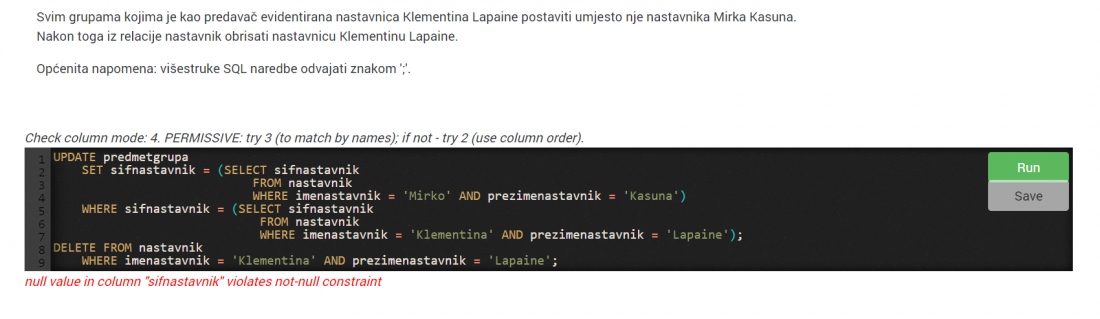 Svim grupama kojima je kao predavač evidentirana nastavnica Klementina Lapaine postaviti umjesto nje nastavnika Mirka Kasuna.
Nakon toga iz relacije nastavnik obrisati nastavnicu Klementinu Lapaine.
Općenita napomena: višestruke SQL naredbe odvajati znakom ';'.
Check column mode: 4. PERMISSIVE: try 3 (to match by names); if not - try 2 (use column order).
1 UPDATE predmetgrupa
2 SET sifnastavnik = (SELECT sifnastavnik
3 FROM nastavnik
4 WHERE imenastavnik = 'Mirko' AND prezimenastavnik = 'Kasuna')
5 WHERE sifnastavnik = (SELECT sifnastavnik
6 FROM nastavnik
7 WHERE imenastavnik = 'Klementina' AND prezimenastavnik = 'Lapaine');
8 DELETE FROM nastavnik
9 WHERE imenastavnik = 'Klementina' AND prezimenastavnik = 'Lapaine';
Run
Save
null value in column "sifnastavnik" violates not-null constraint